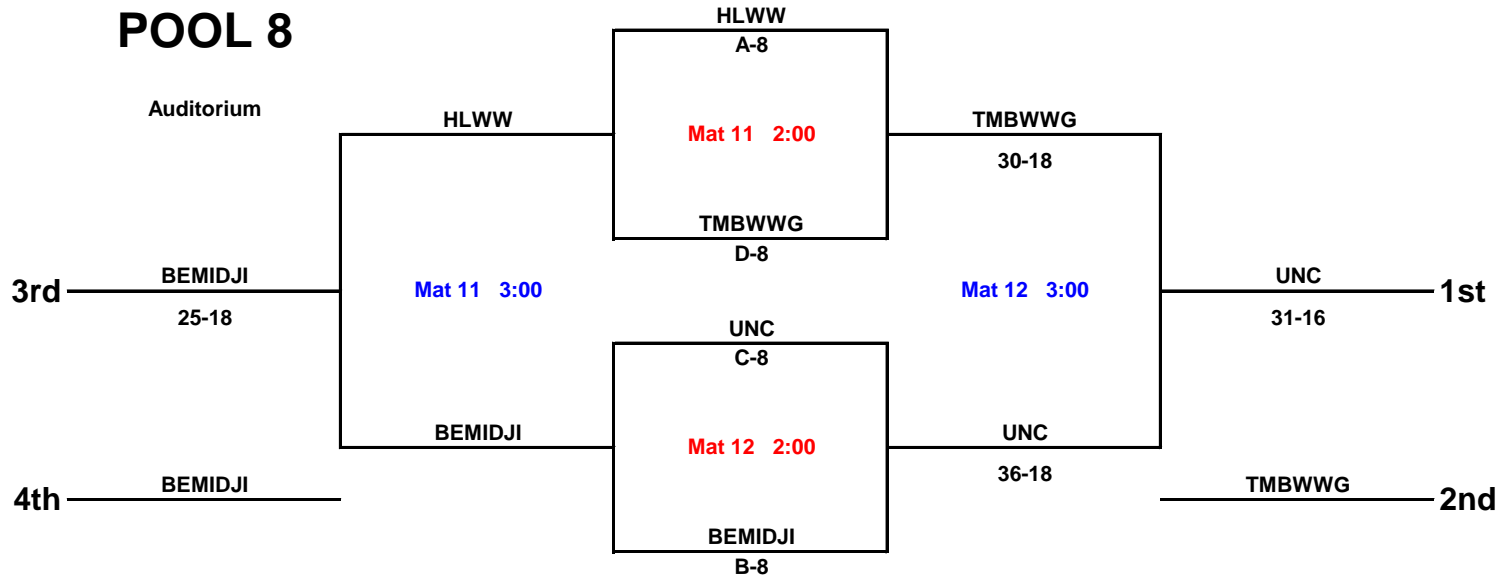 HLWW
POOL 8
A-8
Auditorium
HLWW
Mat 11 2:00
TMBWWG
30-18
TMBWWG
D-8
BEMIDJI
UNC
3rd
Mat 11 3:00
Mat 12 3:00
1st
25-18
31-16
UNC
C-8
BEMIDJI
Mat 12 2:00
UNC
36-18
BEMIDJI
TMBWWG
4th
2nd
BEMIDJI
B-8